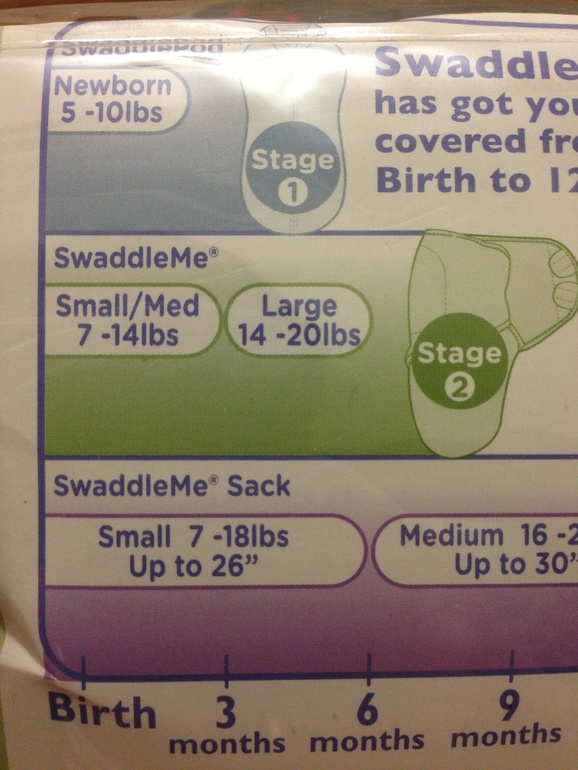 SwaddlePod
Newborn
5 -10lbs
Stage
1
Swaddle
has got you
covered fr
Birth to 12
SwaddleMe®
Small/Med
7 -14lbs
Large
14 -20lbs
Stage
2
SwaddleMe® Sack
Small 7 -18lbs
Up to 26”
Medium 16 -2
Up to 30”
Birth
3
months
6
months
9
months